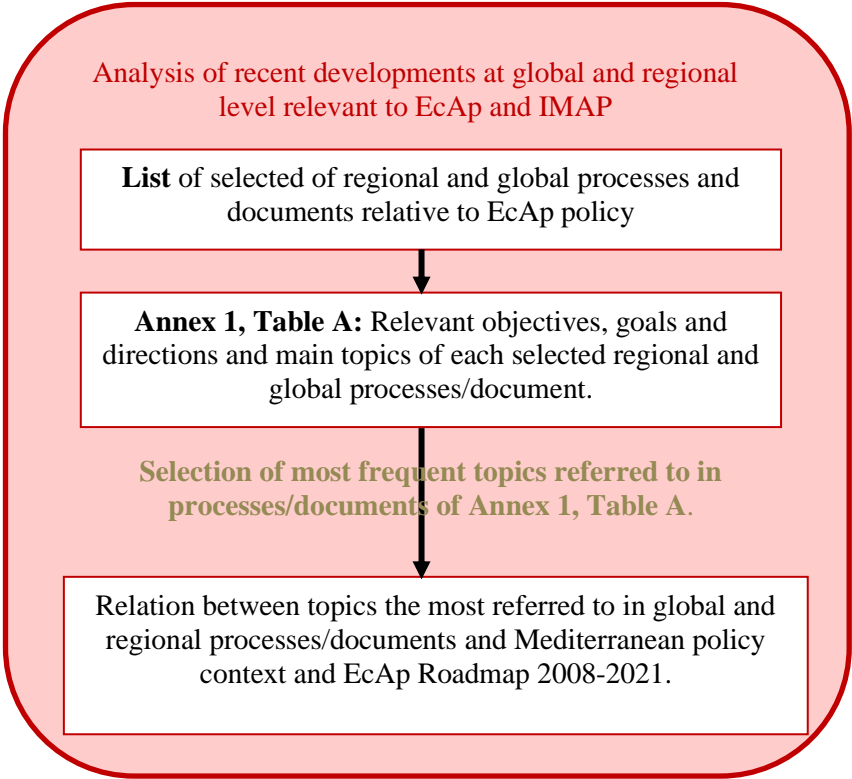 Analysis of recent developments at global and regional
level relevant to EcAp and IMAP
List of selected of regional and global processes and
documents relative to EcAp policy
Annex 1, Table A: Relevant objectives, goals and
directions and main topics of each selected regional and
global processes/document.
Selection of most frequent topics referred to in
processes/documents of Annex 1, Table A.
Relation between topics the most referred to in global and
regional processes/documents and Mediterranean policy
context and EcAp Roadmap 2008-2021.